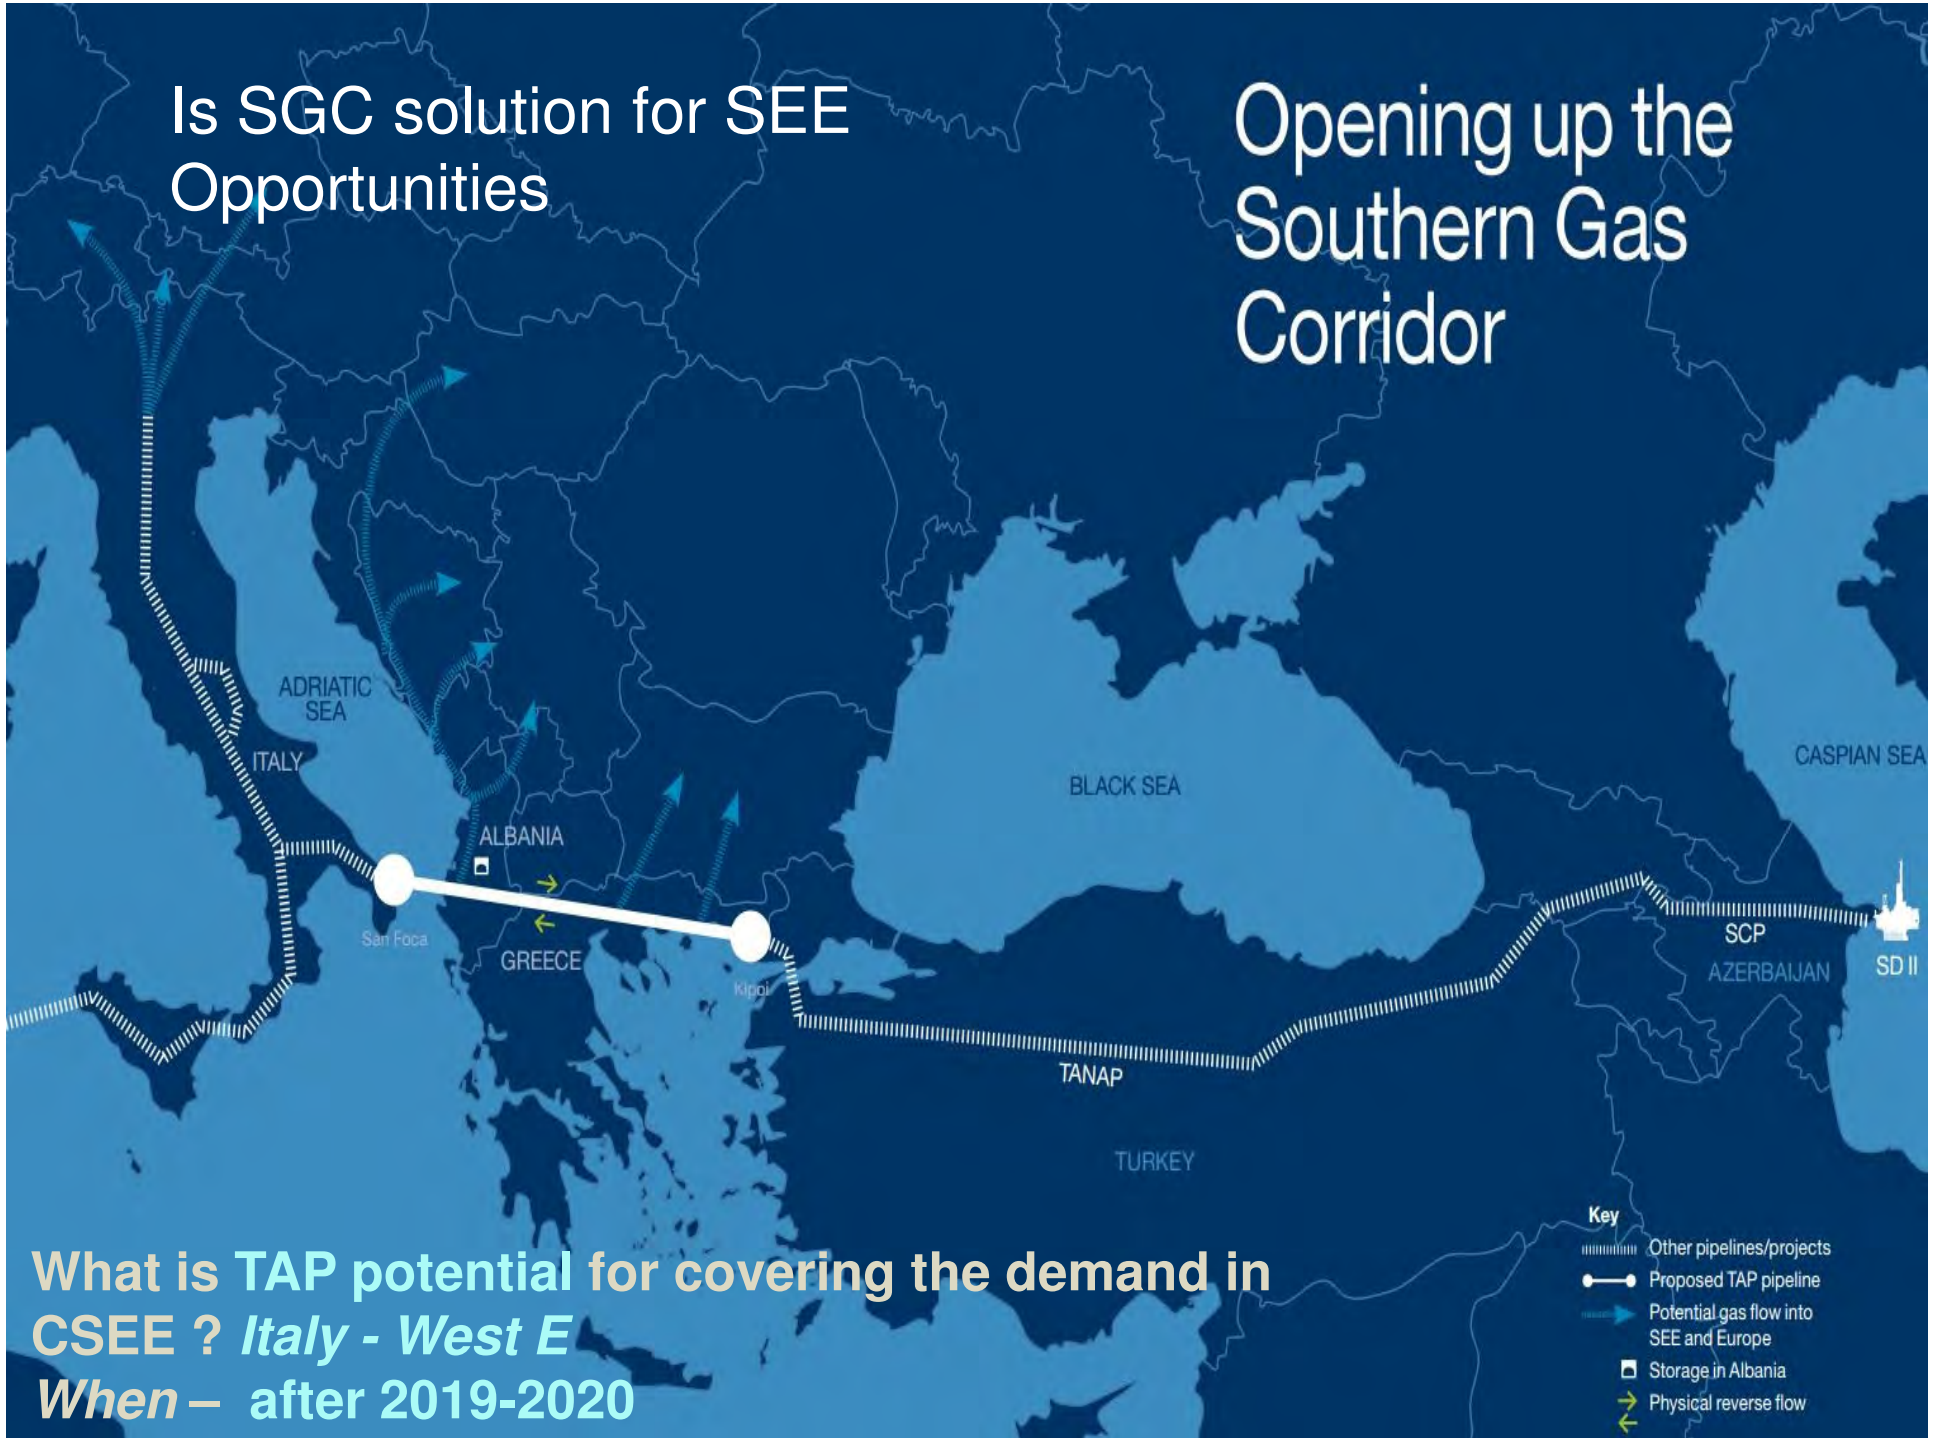 Is SGC solution for SEE
Opportunities
Opening up the
Southern Gas
Corridor
ADRIATIC
SEA
ITALY
ALBANIA
San Foca
GREECE
Kipoi
BLACK SEA
CASPIAN SEA
SCP
AZERBAIJAN
SD II
TANAP
TURKEY
What is TAP potential for covering the demand in
CSEE ? Italy - West E
When – after 2019-2020
Key
Other pipelines/projects
Proposed TAP pipeline
Potential gas flow into
SEE and Europe
Storage in Albania
Physical reverse flow